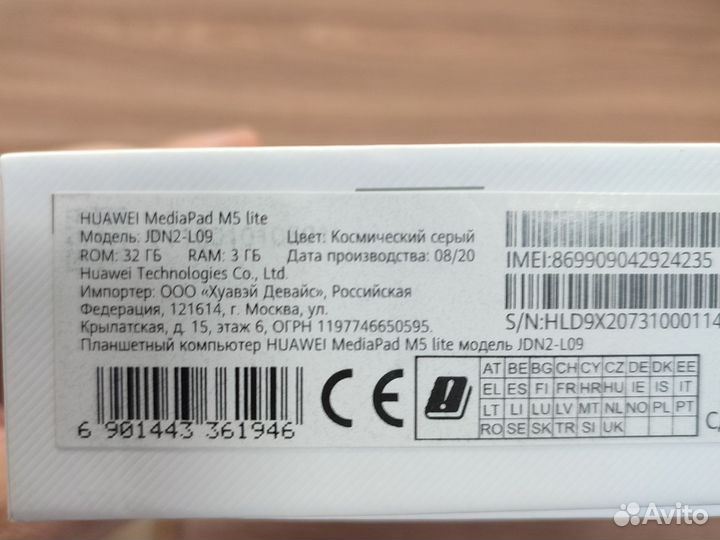 HUAWEI MediaPad M5 lite
Модель: JDN2-L09 Цвет: Космический серый
ROM: 32 ГБ RAM: 3 ГБ Дата производства: 08/20
Huawei Technologies Co., Ltd.
Импортер: ООО «Хуавэй Девайс», Российская
Федерация, 121614, г. Москва, ул.
Крылатская, д. 15, этаж 6, ОГРН 1197746650595.
Планшетный компьютер HUAWEI MediaPad M5 lite модель JDN2-L09
IMEI:869909042924235
S/N:HLD9X20731000114
6 901443 361946
CE
AT BE BG CH CY CZ DE DK EE
EL ES FI FR HR HU IE IS IT
LT LI LU LV MT NL NO PL PT
RO SE SK TR SI UK
Avito